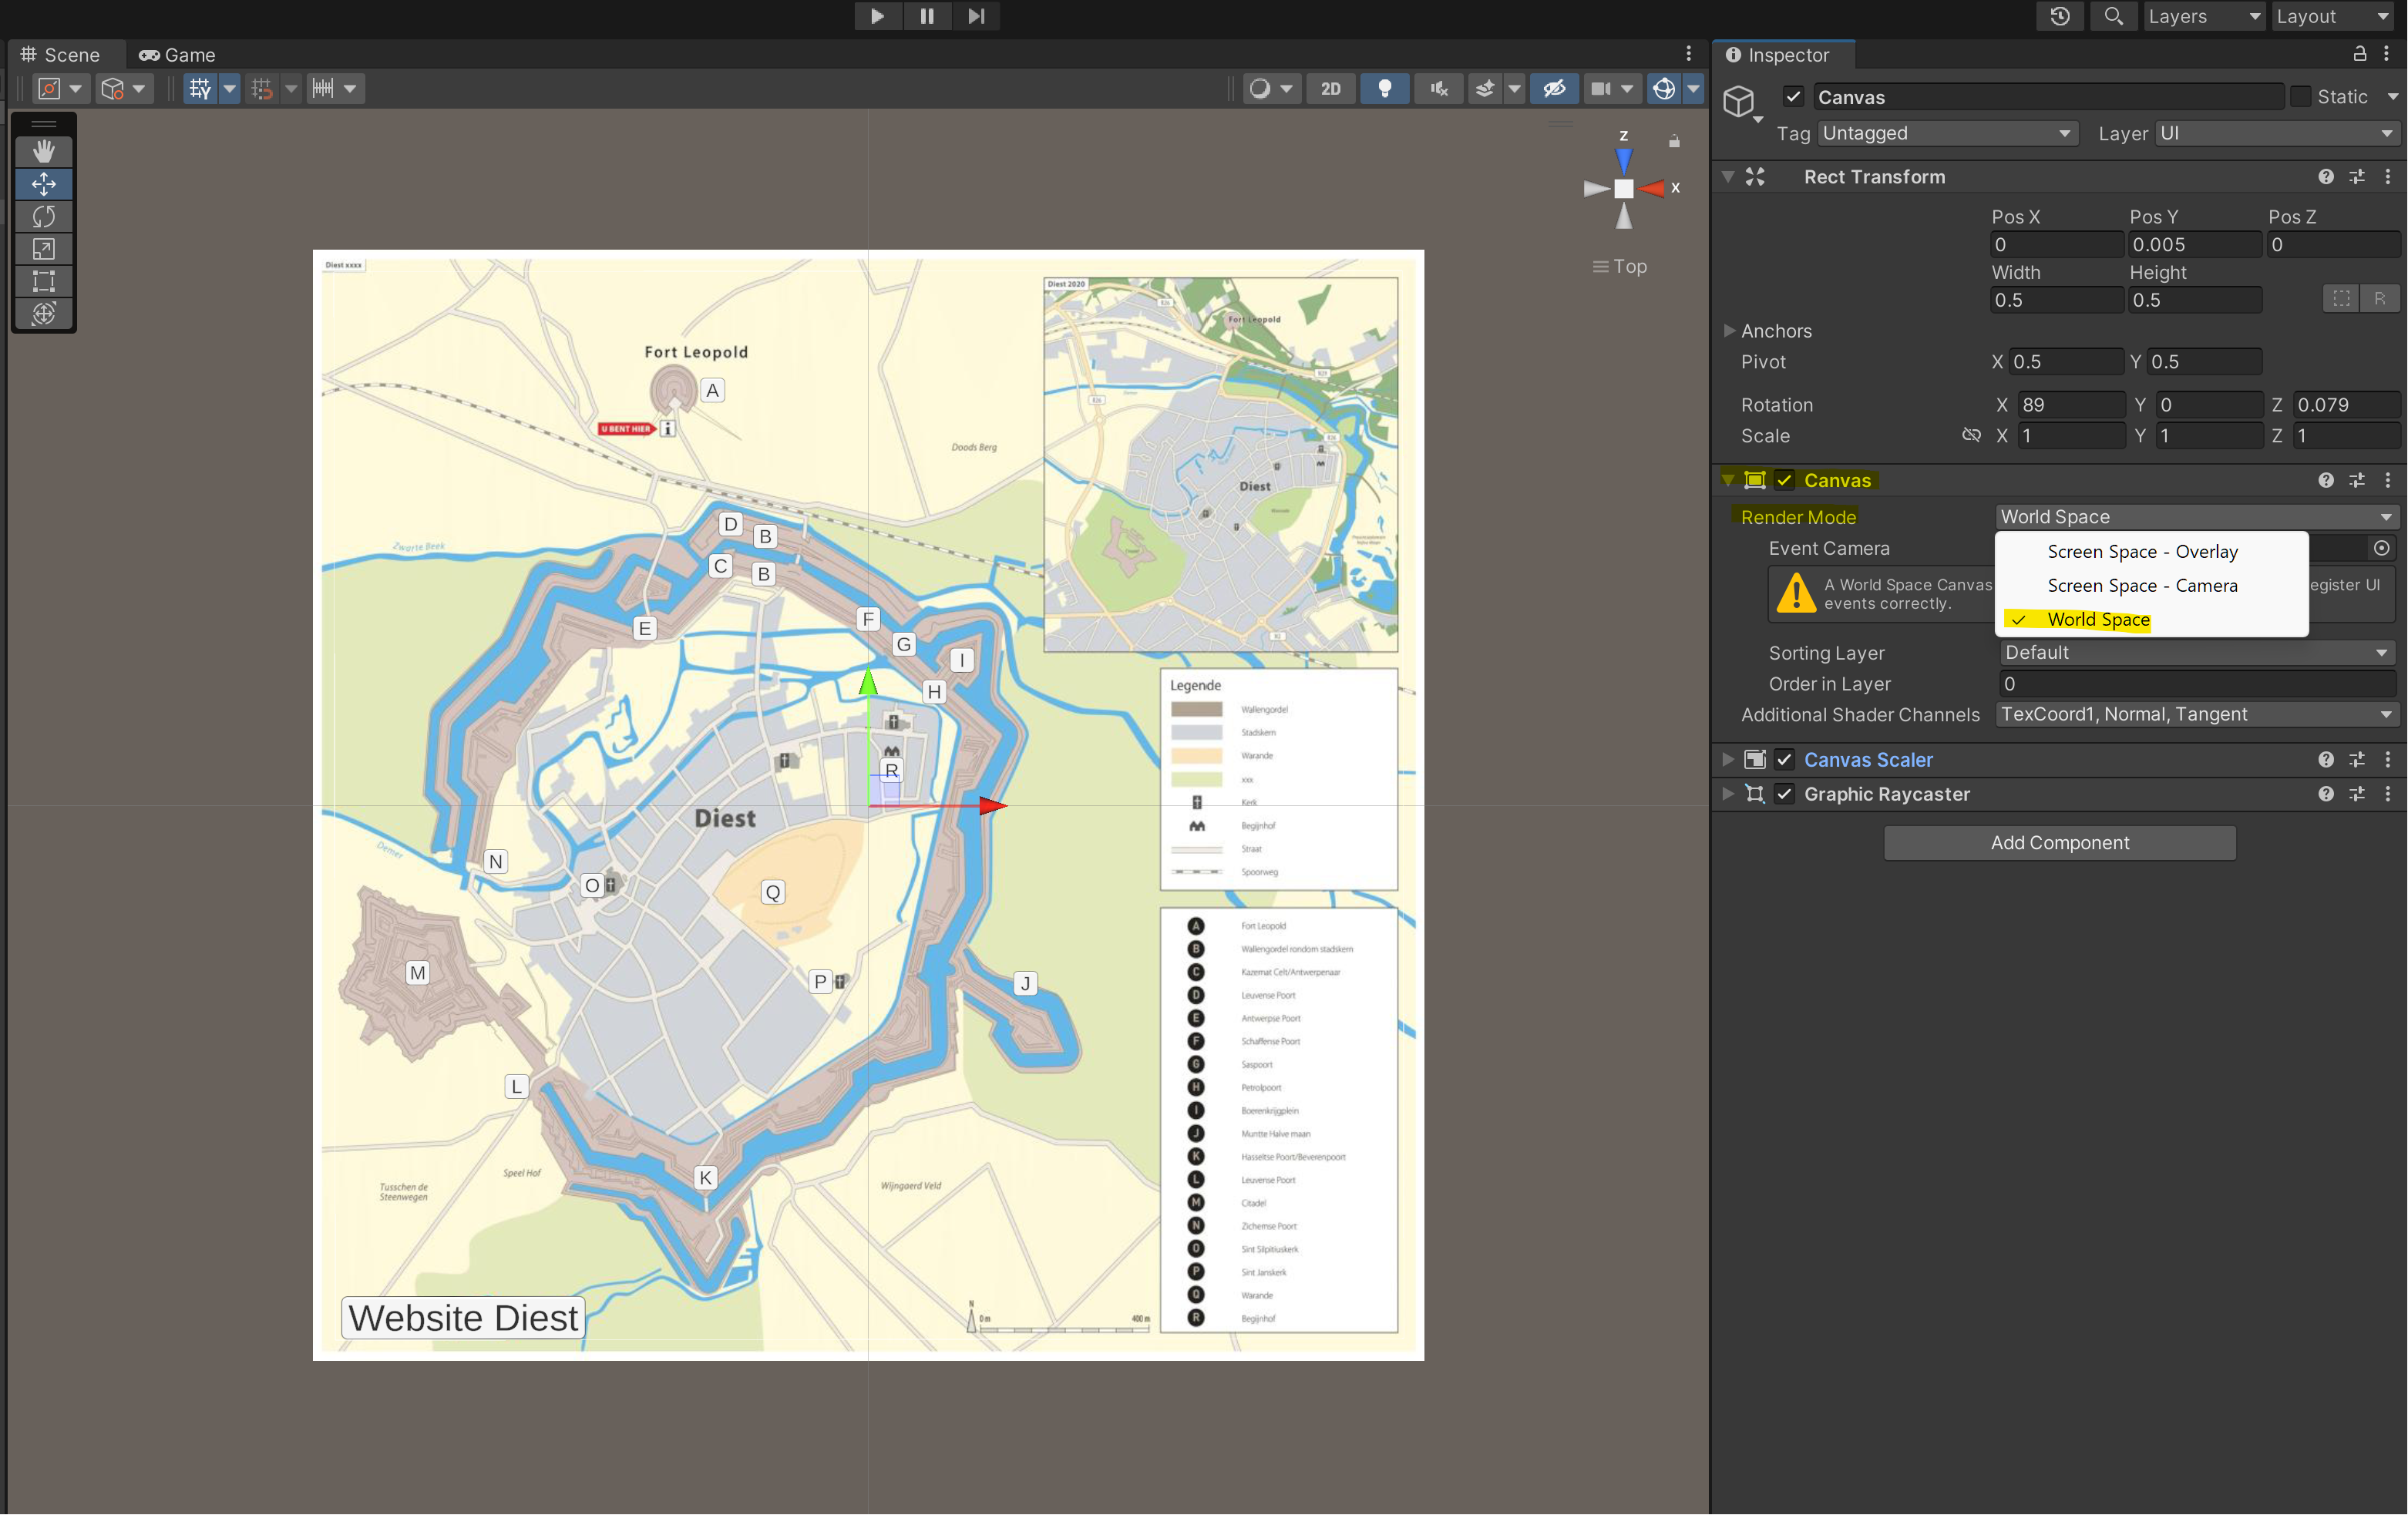 Layers
Layout
Scene
Game
2D
Z
X
Top
Inspector
Canvas
Static
Tag
Untagged
Layer
UI
Rect Transform
Pos X
Pos Y
Pos Z
0
0.005
0
Width
Height
0.5
0.5
R
Anchors
Pivot
X 0.5
Y 0.5
Rotation
X 89
Y 0
Z 0.079
Scale
X 1
Y 1
Z 1
Canvas
Render Mode
World Space
Screen Space - Overlay
Screen Space - Camera
World Space
Event Camera
A World Space Canvas
egister UI
events correctly.
Sorting Layer
Default
Order in Layer
0
Additional Shader Channels
TexCoord1, Normal, Tangent
Canvas Scaler
Graphic Raycaster
Add Component
Diest xxxx
Fort Leopold
A
U BENT HIER
i
Doods Berg
Zwarte Beek
D
B
C
B
E
F
G
I
H
R
Diest
Demer
N
O
Q
M
P
J
L
K
Speel Hof
Tusschen de
Steenwegen
Wijngaerd Veld
Website Diest
N
0 m
400 m
Diest 2020
Fort Leopold
Diest
Legende
Wallengordel
Stadskern
Warande
xxx
Kerk
Begijnhof
Straat
Spoorweg
A Fort Leopold
B Wallengordel rondom stadskern
C Kazemat Celt/Antwerpenaar
D Leuvense Poort
E Antwerpse Poort
F Schaffense Poort
G Saspoort
H Petrolpoort
I Boerenkrijgplein
J Muntte Halve maan
K Hasseltse Poort/Beverenpoort
L Leuvense Poort
M Citadel
N Zichemse Poort
O Sint Silpitiuskerk
P Sint Janskerk
Q Warande
R Begijnhof